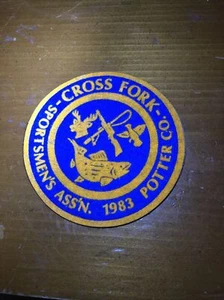 -CROSS FORK-
SPORTSMEN'S ASS'N. 1983 POTTER CO.